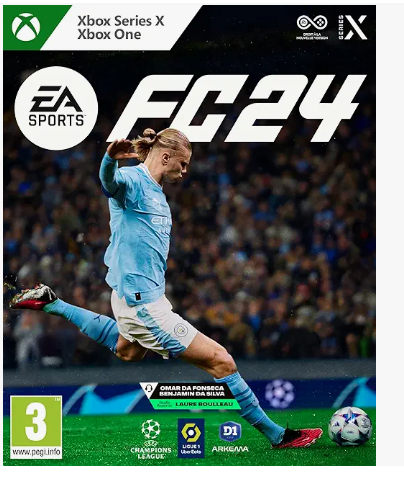 Xbox Series X
Xbox One
SERIES X
EA
SPORTS
FC24
OMAR DA FONSECA
BENJAMIN DA SILVA
LAURE BOULLEAU
3
www.pegi.info
CHAMPIONS
LEAGUE
LIGUE 1
Uber Eats
D1
ARKEMA